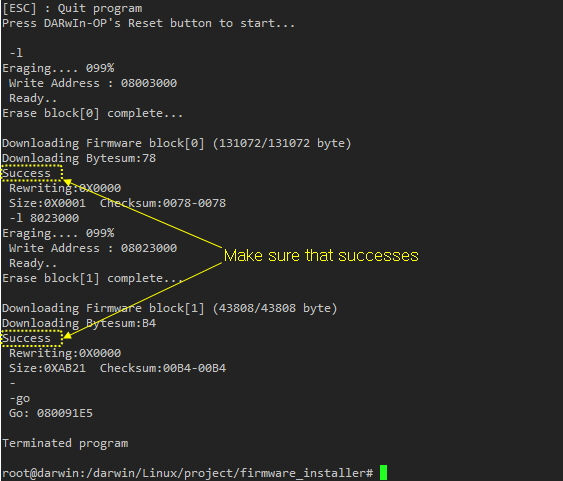 [ESC] : Quit program
Press DARwIn-OP's Reset button to start...
-l
Eraging.... 099%
Write Address : 08003000
Ready..
Erase block[0] complete...
Downloading Firmware block[0] (131072/131072 byte)
Downloading Bytesum:78
Success
Rewriting:0X0000
Size:0X0001  Checksum:0078-0078
-l 8023000
Eraging.... 099%
Write Address : 08023000
Ready..
Make sure that successes
Erase block[1] complete...
Downloading Firmware block[1] (43808/43808 byte)
Downloading Bytesum:B4
Success
Rewriting:0X0000
Size:0XAB21  Checksum:00B4-00B4
-
-go
Go: 080091E5
Terminated program
root@darwin:/darwin/Linux/project/firmware_installer#